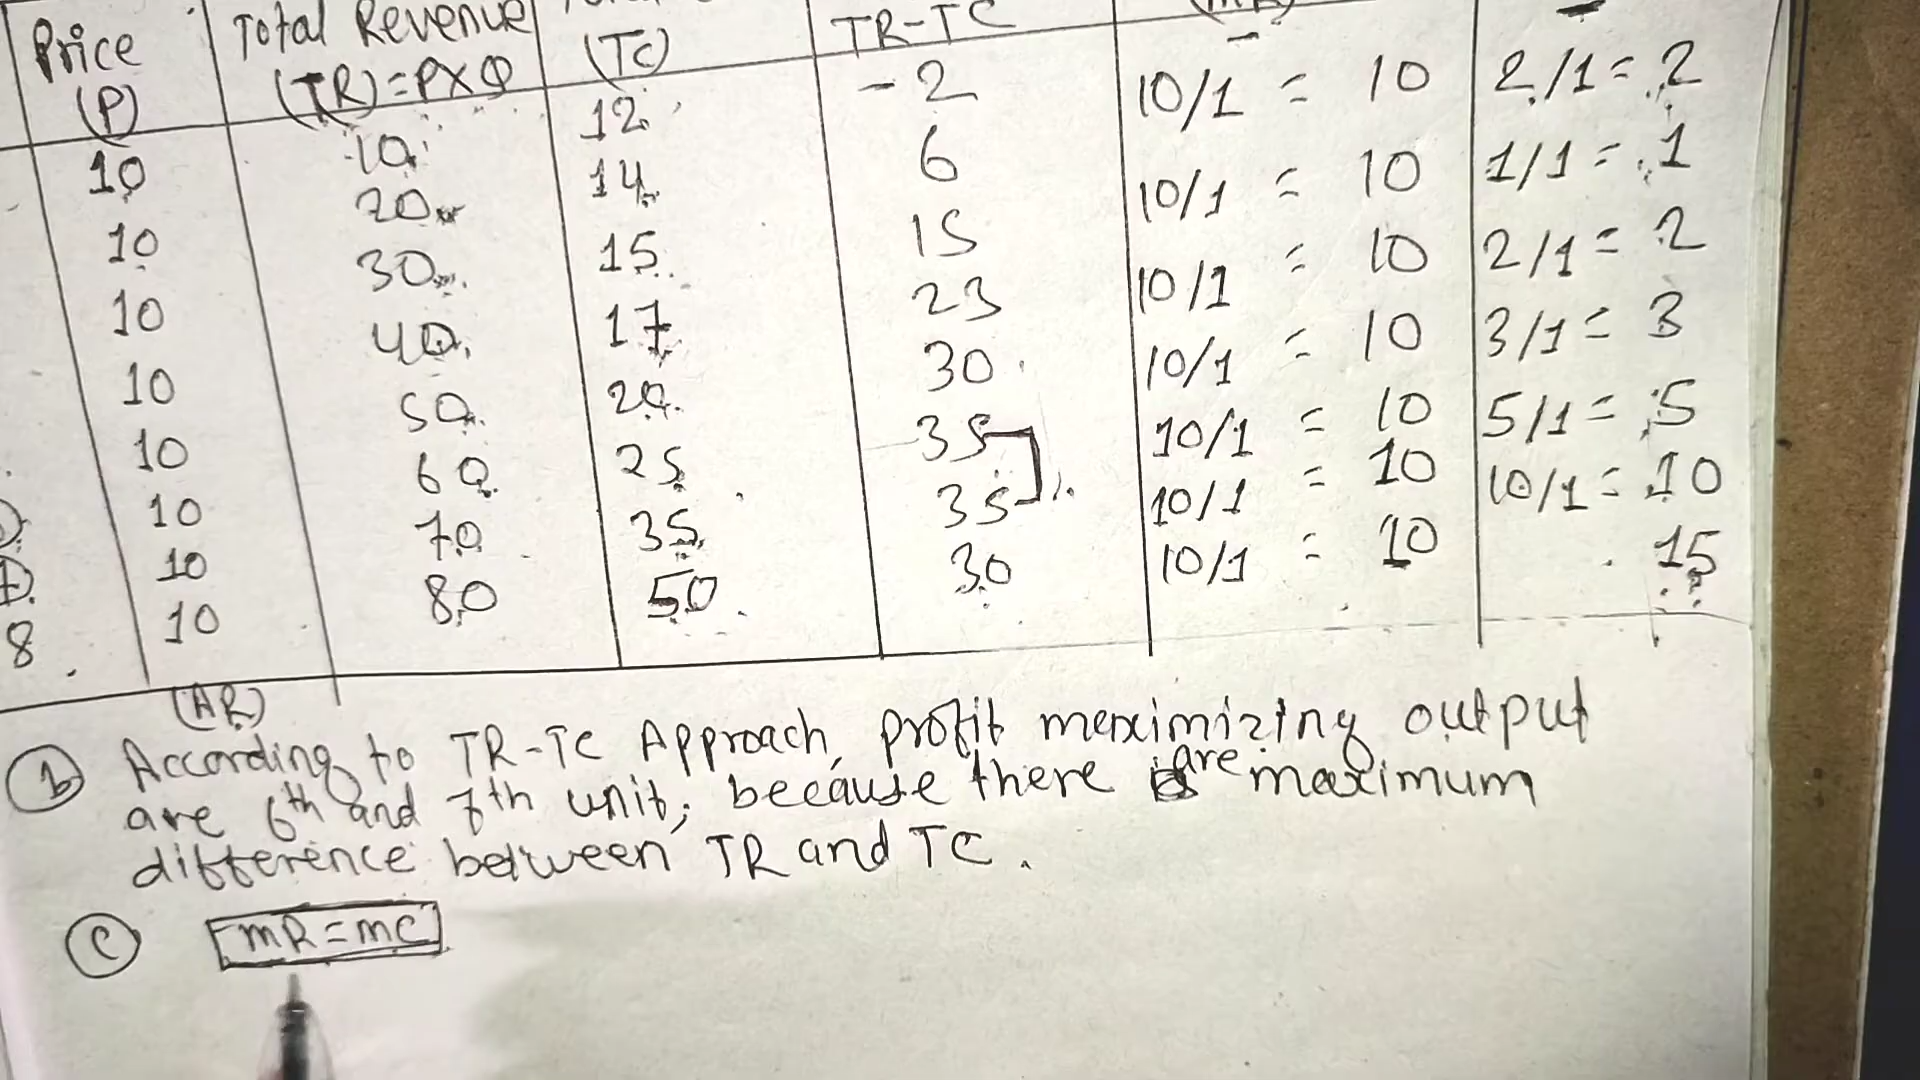 Price Total Revenue
(P) (TR)=PXQ (TC) TR-TC (MR)
10 10 12 -2 10/1 = 10 2/1 = 2
10 20 14 6 10/1 = 10 1/1 = 1
10 30 15 15 10/1 = 10 2/1 = 2
10 40 17 23 10/1 = 10 3/1 = 3
10 50 20 30 10/1 = 10 5/1 = 5
10 60 25 35 10/1 = 10 10/1 = 10
10 70 35 35 10/1 = 10 15
8 10 80 50 30
(AR)
(b) According to TR-TC Approach, profit meximizing output
are 6th and 7th unit, because there are maximum
difference between TR and TC.
(c) MR = MC